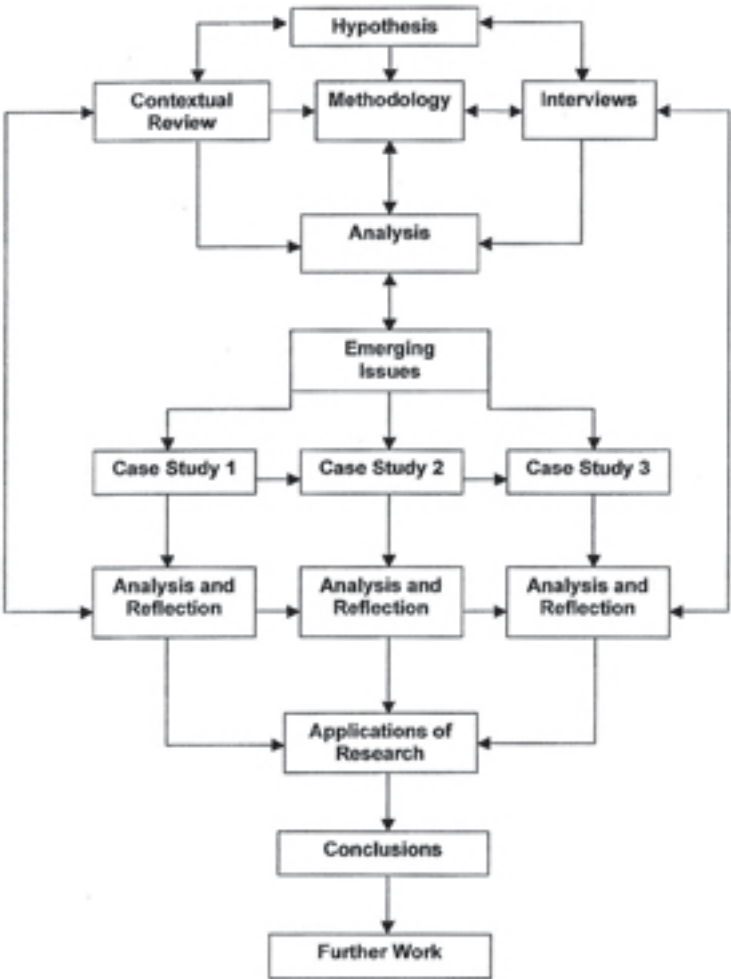 Hypothesis
Contextual
Review
Methodology
Interviews
Analysis
Emerging
Issues
Case Study 1
Case Study 2
Case Study 3
Analysis and
Reflection
Analysis and
Reflection
Analysis and
Reflection
Applications of
Research
Conclusions
Further Work